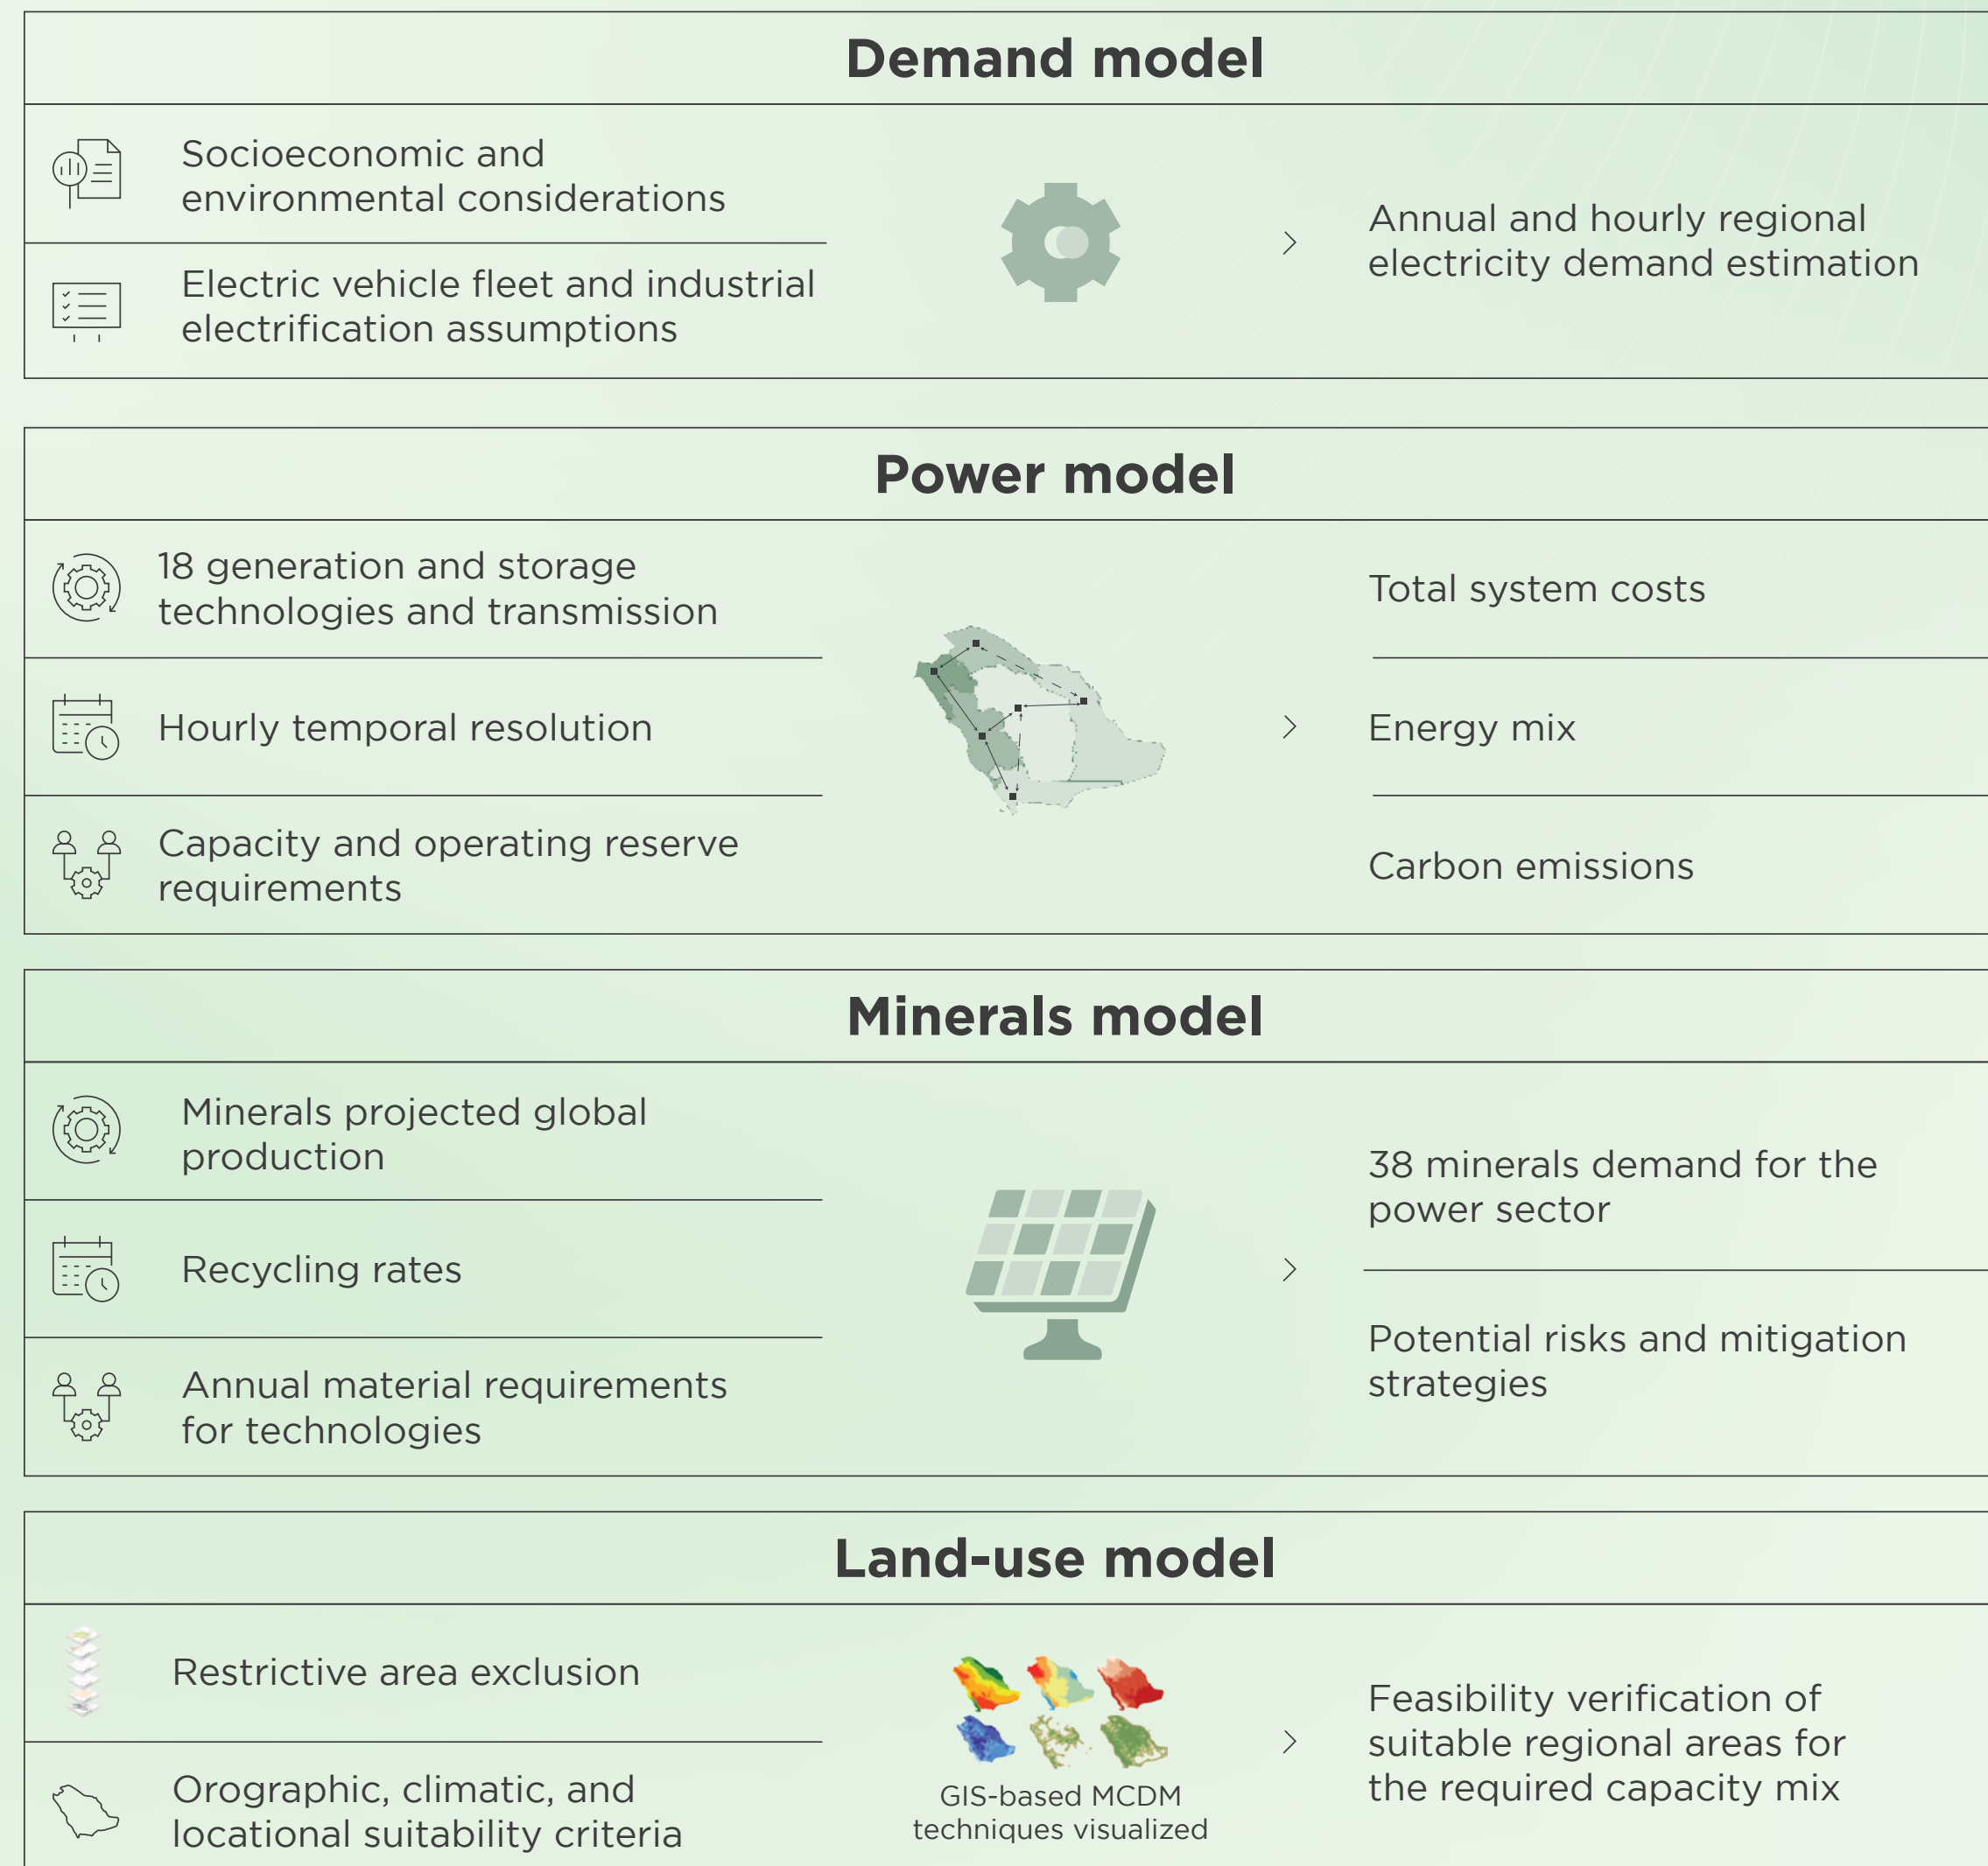 Demand model
Socioeconomic and
environmental considerations
Electric vehicle fleet and industrial
electrification assumptions
Annual and hourly regional
electricity demand estimation
Power model
18 generation and storage
technologies and transmission
Hourly temporal resolution
Capacity and operating reserve
requirements
Total system costs
Energy mix
Carbon emissions
Minerals model
Minerals projected global
production
Recycling rates
Annual material requirements
for technologies
38 minerals demand for the
power sector
Potential risks and mitigation
strategies
Land-use model
Restrictive area exclusion
Orographic, climatic, and
locational suitability criteria
GIS-based MCDM
techniques visualized
Feasibility verification of
suitable regional areas for
the required capacity mix